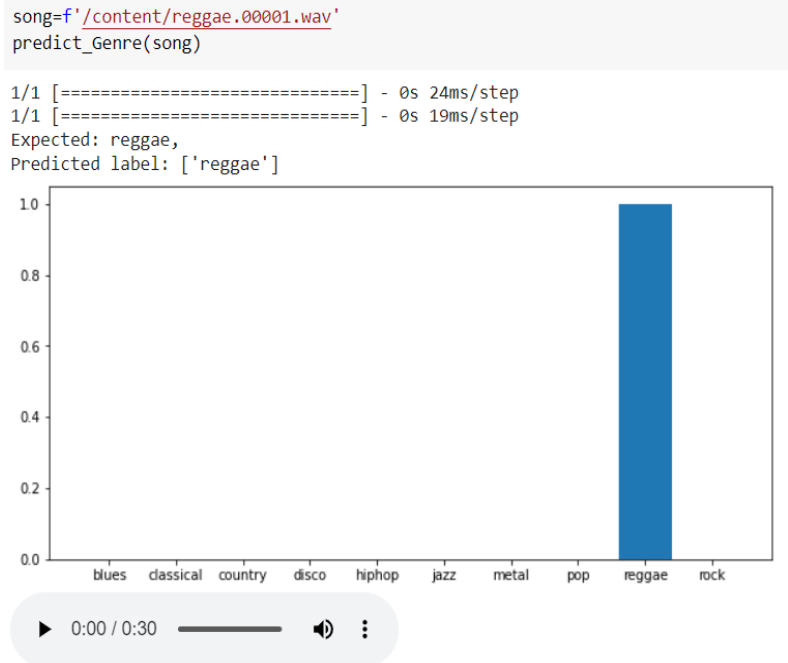 song=f'/content/reggae.00001.wav'
predict_Genre(song)
1/1 [==============================] - 0s 24ms/step
1/1 [==============================] - 0s 19ms/step
Expected: reggae,
Predicted label: ['reggae']
1.0
0.8
0.6
0.4
0.2
0.0
blues classical country disco hiphop jazz metal pop reggae rock
0:00 / 0:30